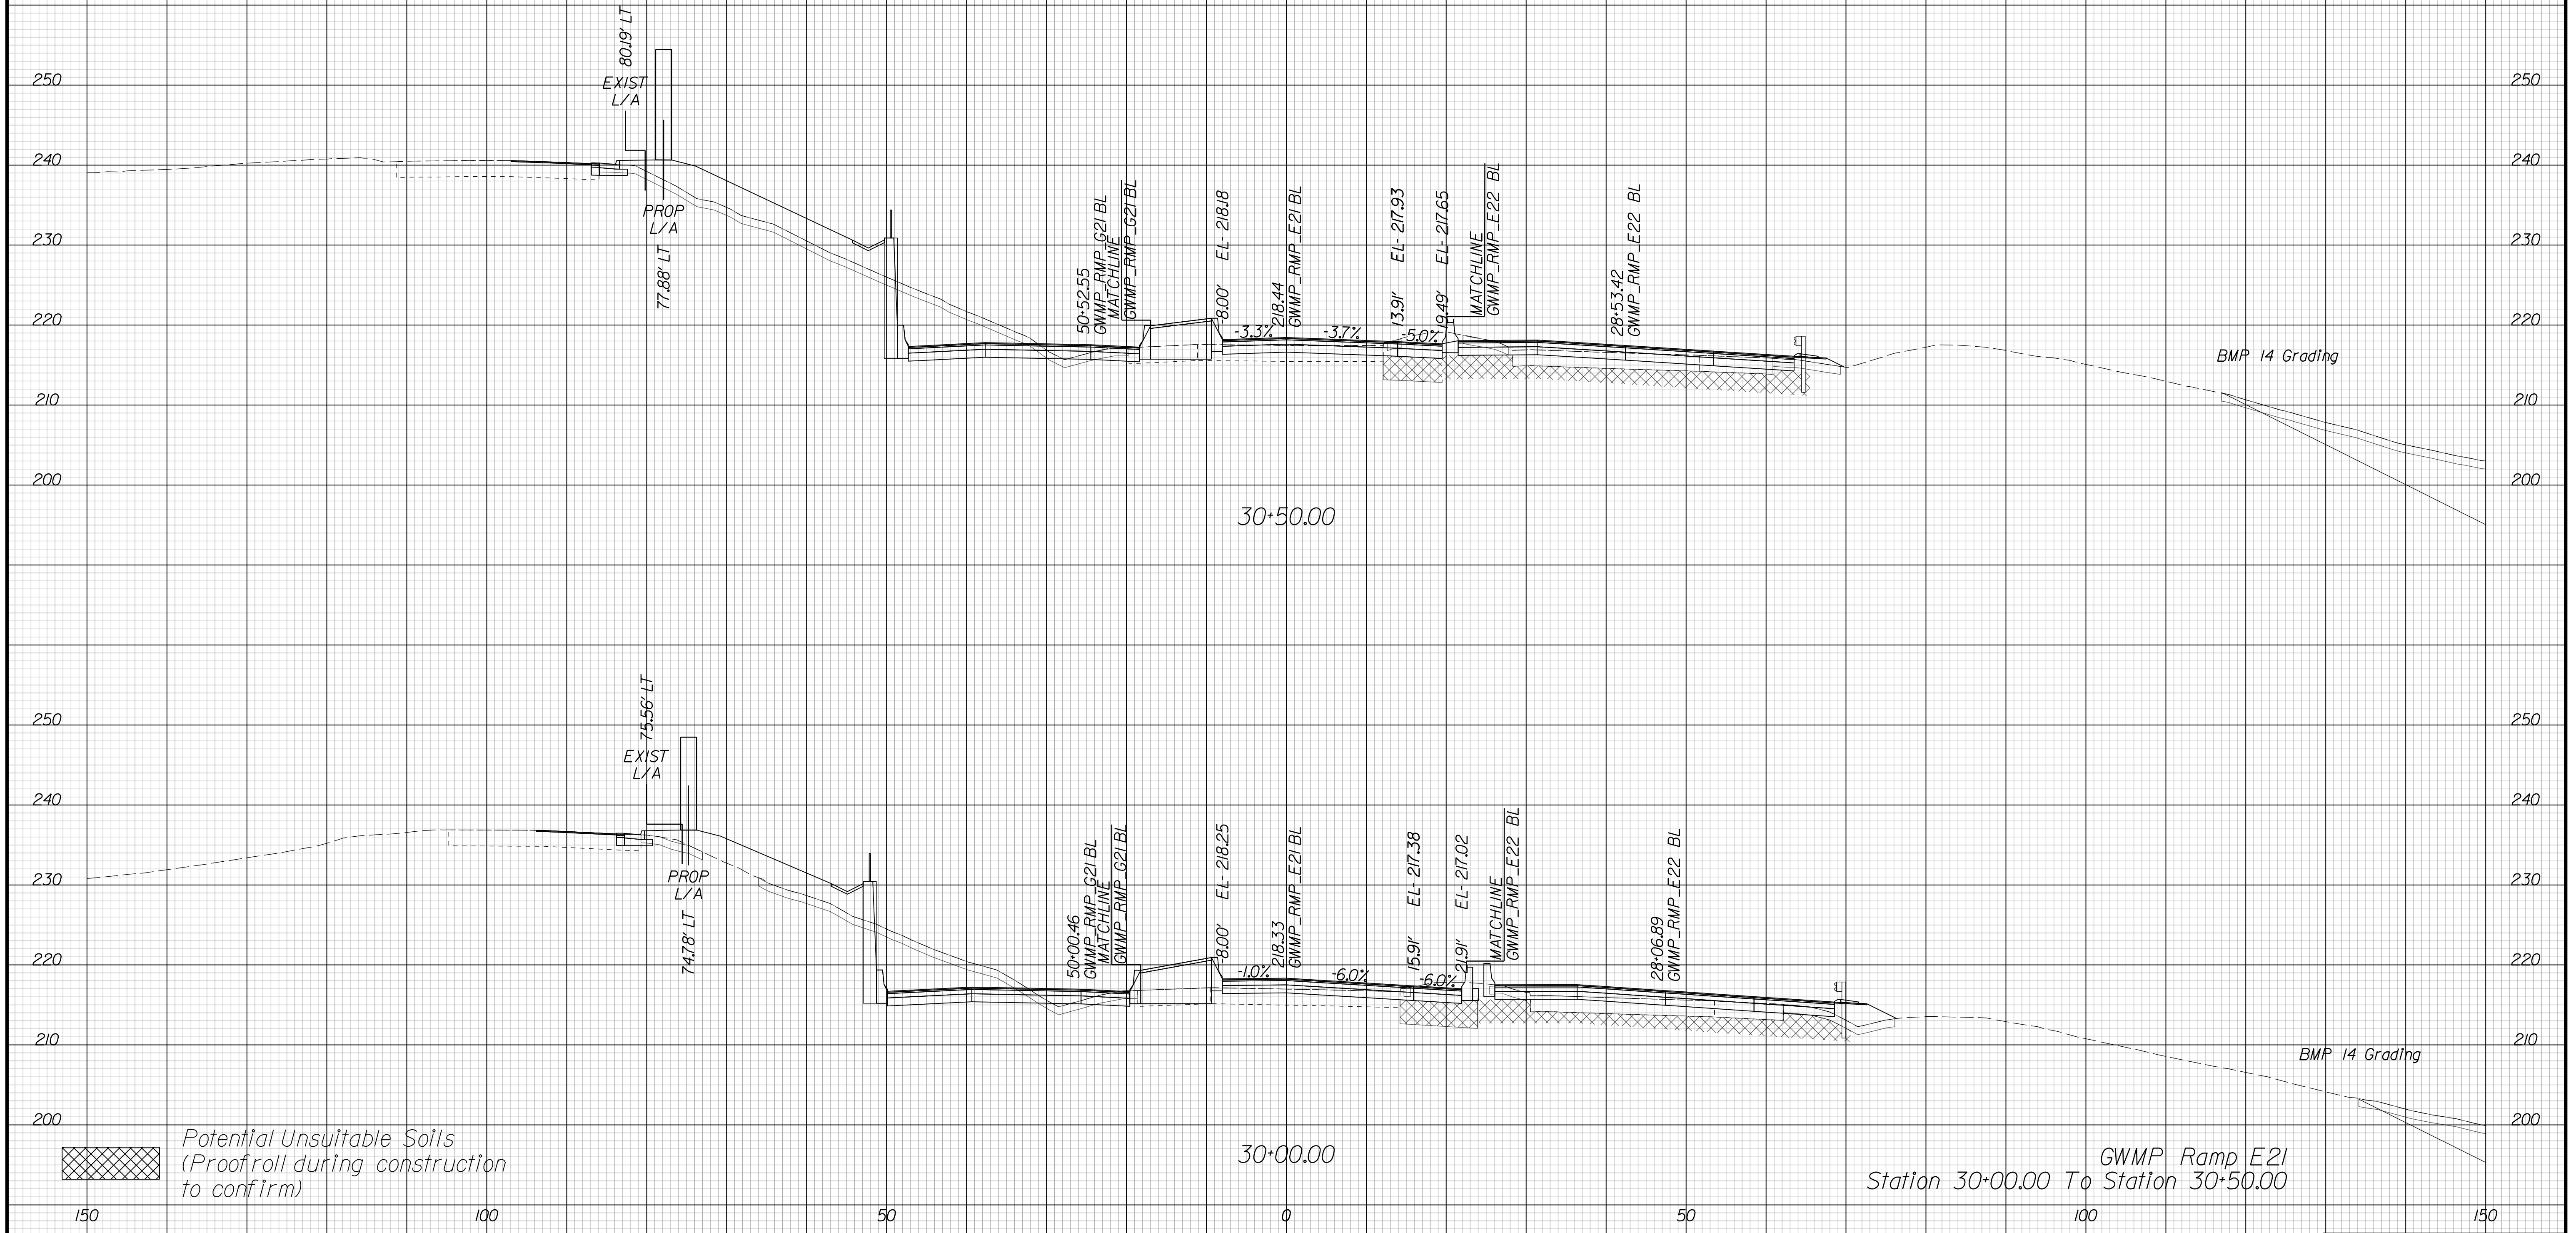 80.19' LT
EXIST
L/A
250
250
240
240
PROP
L/A
77.88' LT
230
230
50+52.55
GWMP_RMP_G21 BL
MATCHLINE
GWMP_RMP_G21 BL
-8.00' EL- 218.18
218.44
GWMP_RMP_E21 BL
13.91' EL- 217.93
19.49' EL- 217.65
MATCHLINE
GWMP_RMP_E22 BL
28+53.42
GWMP_RMP_E22 BL
220
220
-3.3%
-3.7%
-5.0%
BMP 14 Grading
210
210
200
200
30+50.00
75.56' LT
EXIST
L/A
250
250
240
240
PROP
L/A
74.78' LT
230
230
50+00.46
GWMP_RMP_G21 BL
MATCHLINE
GWMP_RMP_G21 BL
-8.00' EL- 218.25
218.33
GWMP_RMP_E21 BL
15.91' EL- 217.38
21.91' EL- 217.02
MATCHLINE
GWMP_RMP_E22 BL
28+06.89
GWMP_RMP_E22 BL
220
220
-1.0%
-6.0%
-6.0%
210
210
BMP 14 Grading
200
200
Potential Unsuitable Soils
(Proofroll during construction
to confirm)
30+00.00
GWMP Ramp E21
Station 30+00.00 To Station 30+50.00
150
100
50
0
50
100
150